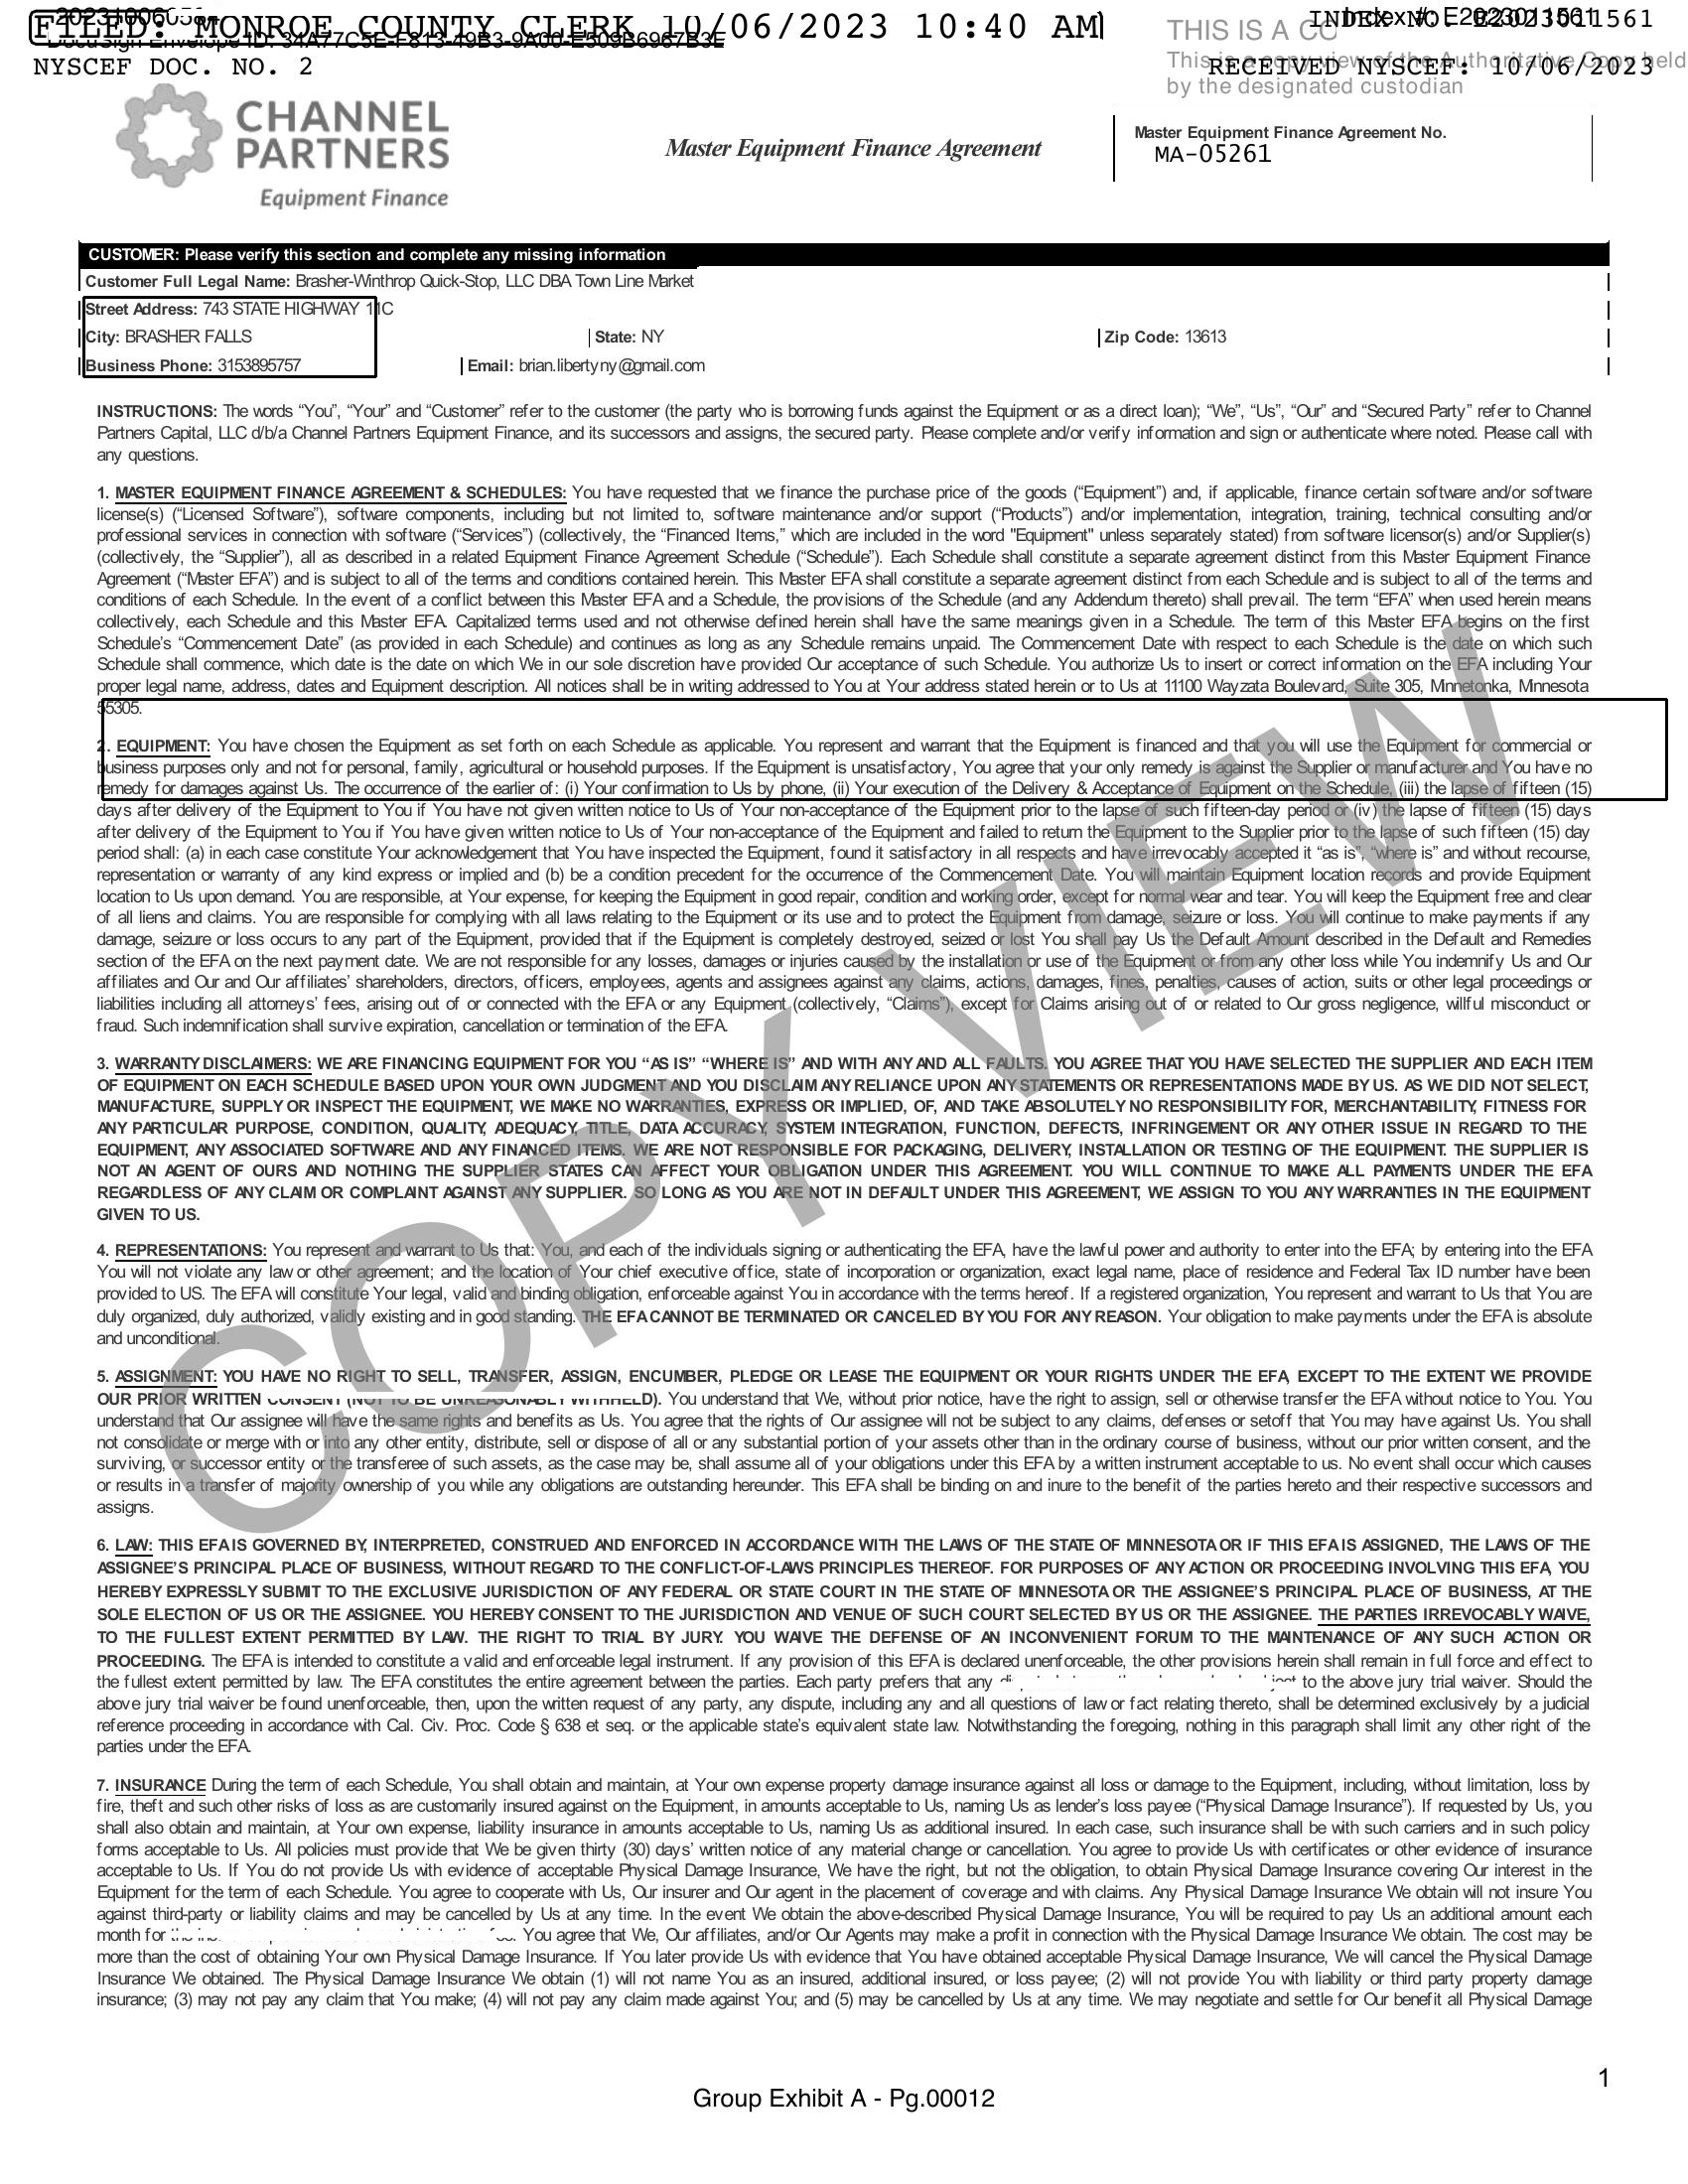 FILED: MONROE COUNTY CLERK 10/06/2023 10:40 AM
INDEX NO. E2023011561
NYSCEF DOC. NO. 2
RECEIVED NYSCEF: 10/06/2023
THIS IS A
by the designated custodian
CHANNEL
PARTNERS
Equipment Finance
Master Equipment Finance Agreement
Master Equipment Finance Agreement No.
MA-05261
CUSTOMER: Please verify this section and complete any missing information
Customer Full Legal Name: Brasher-Winthrop Quick-Stop, LLC DBA Town Line Market
Street Address: 743 STATE HIGHWAY 11C
City: BRASHER FALLS State: NY Zip Code: 13613
Business Phone: 3153895757 Email: brian.libertyny@gmail.com
INSTRUCTIONS: The words “You”, “Your” and “Customer” refer to the customer (the party who is borrowing funds against the Equipment or as a direct loan); “We”, “Us”, “Our” and “Secured Party” refer to Channel
Partners Capital, LLC d/b/a Channel Partners Equipment Finance, and its successors and assigns, the secured party. Please complete and/or verify information and sign or authenticate where noted. Please call with
any questions.
1. MASTER EQUIPMENT FINANCE AGREEMENT & SCHEDULES: You have requested that we finance the purchase price of the goods (“Equipment”) and, if applicable, finance certain software and/or software
license(s) (“Licensed Software”), software components, including but not limited to, software maintenance and/or support (“Products”) and/or implementation, integration, training, technical consulting and/or
professional services in connection with software (“Services”) (collectively, the “Financed Items,” which are included in the word "Equipment" unless separately stated) from software licensor(s) and/or Supplier(s)
(collectively, the “Supplier”), all as described in a related Equipment Finance Agreement Schedule (“Schedule”). Each Schedule shall constitute a separate agreement distinct from this Master Equipment Finance
Agreement (“Master EFA”) and is subject to all of the terms and conditions contained herein. This Master EFA shall constitute a separate agreement distinct from each Schedule and is subject to all of the terms and
conditions of each Schedule. In the event of a conflict between this Master EFA and a Schedule, the provisions of the Schedule (and any Addendum thereto) shall prevail. The term “EFA” when used herein means
collectively, each Schedule and this Master EFA. Capitalized terms used and not otherwise defined herein shall have the same meanings given in a Schedule. The term of this Master EFA begins on the first
Schedule’s “Commencement Date” (as provided in each Schedule) and continues as long as any Schedule remains unpaid. The Commencement Date with respect to each Schedule is the date on which such
Schedule shall commence, which date is the date on which We in our sole discretion have provided Our acceptance of such Schedule. You authorize Us to insert or correct information on the EFA including Your
proper legal name, address, dates and Equipment description. All notices shall be in writing addressed to You at Your address stated herein or to Us at 11100 Wayzata Boulevard, Suite 305, Minnetonka, Minnesota
55305.
2. EQUIPMENT: You have chosen the Equipment as set forth on each Schedule as applicable. You represent and warrant that the Equipment is financed and that you will use the Equipment for commercial or
business purposes only and not for personal, family, agricultural or household purposes. If the Equipment is unsatisfactory, You agree that your only remedy is against the Supplier or manufacturer and You have no
remedy for damages against Us. The occurrence of the earlier of: (i) Your confirmation to Us by phone, (ii) Your execution of the Delivery & Acceptance of Equipment on the Schedule, (iii) the lapse of fifteen (15)
days after delivery of the Equipment to You if You have not given written notice to Us of Your non-acceptance of the Equipment prior to the lapse of such fifteen-day period or (iv) the lapse of fifteen (15) days
after delivery of the Equipment to You if You have given written notice to Us of Your non-acceptance of the Equipment and failed to return the Equipment to the Supplier prior to the lapse of such fifteen (15) day
period shall: (a) in each case constitute Your acknowledgement that You have inspected the Equipment, found it satisfactory in all respects and have irrevocably accepted it “as is”, “where is” and without recourse,
representation or warranty of any kind express or implied and (b) be a condition precedent for the occurrence of the Commencement Date. You will maintain Equipment location records and provide Equipment
location to Us upon demand. You are responsible, at Your expense, for keeping the Equipment in good repair, condition and working order, except for normal wear and tear. You will keep the Equipment free and clear
of all liens and claims. You are responsible for complying with all laws relating to the Equipment or its use and to protect the Equipment from damage, seizure or loss. You will continue to make payments if any
damage, seizure or loss occurs to any part of the Equipment, provided that if the Equipment is completely destroyed, seized or lost You shall pay Us the Default Amount described in the Default and Remedies
section of the EFA on the next payment date. We are not responsible for any losses, damages or injuries caused by the installation or use of the Equipment or from any other loss while You indemnify Us and Our
affiliates and Our and Our affiliates’ shareholders, directors, officers, employees, agents and assignees against any claims, actions, damages, fines, penalties, causes of action, suits or other legal proceedings or
liabilities including all attorneys’ fees, arising out of or connected with the EFA or any Equipment (collectively, “Claims”), except for Claims arising out of or related to Our gross negligence, willful misconduct or
fraud. Such indemnification shall survive expiration, cancellation or termination of the EFA.
3. WARRANTY DISCLAIMERS: WE ARE FINANCING EQUIPMENT FOR YOU “AS IS” “WHERE IS” AND WITH ANY AND ALL FAULTS. YOU AGREE THAT YOU HAVE SELECTED THE SUPPLIER AND EACH ITEM
OF EQUIPMENT ON EACH SCHEDULE BASED UPON YOUR OWN JUDGMENT AND YOU DISCLAIM ANY RELIANCE UPON ANY STATEMENTS OR REPRESENTATIONS MADE BY US. AS WE DID NOT SELECT,
MANUFACTURE, SUPPLY OR INSPECT THE EQUIPMENT, WE MAKE NO WARRANTIES, EXPRESS OR IMPLIED, OF, AND TAKE ABSOLUTELY NO RESPONSIBILITY FOR, MERCHANTABILITY, FITNESS FOR
ANY PARTICULAR PURPOSE, CONDITION, QUALITY, ADEQUACY, TITLE, DATA ACCURACY, SYSTEM INTEGRATION, FUNCTION, DEFECTS, INFRINGEMENT OR ANY OTHER ISSUE IN REGARD TO THE
EQUIPMENT, ANY ASSOCIATED SOFTWARE AND ANY FINANCED ITEMS. WE ARE NOT RESPONSIBLE FOR PACKAGING, DELIVERY, INSTALLATION OR TESTING OF THE EQUIPMENT. THE SUPPLIER IS
NOT AN AGENT OF OURS AND NOTHING THE SUPPLIER STATES CAN AFFECT YOUR OBLIGATION UNDER THIS AGREEMENT. YOU WILL CONTINUE TO MAKE ALL PAYMENTS UNDER THE EFA
REGARDLESS OF ANY CLAIM OR COMPLAINT AGAINST ANY SUPPLIER. SO LONG AS YOU ARE NOT IN DEFAULT UNDER THIS AGREEMENT, WE ASSIGN TO YOU ANY WARRANTIES IN THE EQUIPMENT
GIVEN TO US.
4. REPRESENTATIONS: You represent and warrant to Us that: You, and each of the individuals signing or authenticating the EFA, have the lawful power and authority to enter into the EFA; by entering into the EFA
You will not violate any law or other agreement; and the location of Your chief executive office, state of incorporation or organization, exact legal name, place of residence and Federal Tax ID number have been
provided to US. The EFA will constitute Your legal, valid and binding obligation, enforceable against You in accordance with the terms hereof. If a registered organization, You represent and warrant to Us that You are
duly organized, duly authorized, validly existing and in good standing. THE EFA CANNOT BE TERMINATED OR CANCELED BY YOU FOR ANY REASON. Your obligation to make payments under the EFA is absolute
and unconditional.
5. ASSIGNMENT: YOU HAVE NO RIGHT TO SELL, TRANSFER, ASSIGN, ENCUMBER, PLEDGE OR LEASE THE EQUIPMENT OR YOUR RIGHTS UNDER THE EFA, EXCEPT TO THE EXTENT WE PROVIDE
OUR PRIOR WRITTEN CONSENT (NOT TO BE UNREASONABLY WITHHELD). You understand that We, without prior notice, have the right to assign, sell or otherwise transfer the EFA without notice to You. You
understand that Our assignee will have the same rights and benefits as Us. You agree that the rights of Our assignee will not be subject to any claims, defenses or setoff that You may have against Us. You shall
not consolidate or merge with or into any other entity, distribute, sell or dispose of all or any substantial portion of your assets other than in the ordinary course of business, without our prior written consent, and the
surviving, or successor entity or the transferee of such assets, as the case may be, shall assume all of your obligations under this EFA by a written instrument acceptable to us. No event shall occur which causes
or results in a transfer of majority ownership of you while any obligations are outstanding hereunder. This EFA shall be binding on and inure to the benefit of the parties hereto and their respective successors and
assigns.
6. LAW: THIS EFA IS GOVERNED BY, INTERPRETED, CONSTRUED AND ENFORCED IN ACCORDANCE WITH THE LAWS OF THE STATE OF MINNESOTA OR IF THIS EFA IS ASSIGNED, THE LAWS OF THE
ASSIGNEE’S PRINCIPAL PLACE OF BUSINESS, WITHOUT REGARD TO THE CONFLICT-OF-LAWS PRINCIPLES THEREOF. FOR PURPOSES OF ANY ACTION OR PROCEEDING INVOLVING THIS EFA, YOU
HEREBY EXPRESSLY SUBMIT TO THE EXCLUSIVE JURISDICTION OF ANY FEDERAL OR STATE COURT IN THE STATE OF MINNESOTA OR THE ASSIGNEE’S PRINCIPAL PLACE OF BUSINESS, AT THE
SOLE ELECTION OF US OR THE ASSIGNEE. YOU HEREBY CONSENT TO THE JURISDICTION AND VENUE OF SUCH COURT SELECTED BY US OR THE ASSIGNEE. THE PARTIES IRREVOCABLY WAIVE,
TO THE FULLEST EXTENT PERMITTED BY LAW. THE RIGHT TO TRIAL BY JURY. YOU WAIVE THE DEFENSE OF AN INCONVENIENT FORUM TO THE MAINTENANCE OF ANY SUCH ACTION OR
PROCEEDING. The EFA is intended to constitute a valid and enforceable legal instrument. If any provision of this EFA is declared unenforceable, the other provisions herein shall remain in full force and effect to
the fullest extent permitted by law. The EFA constitutes the entire agreement between the parties. Each party prefers that any to the above jury trial waiver. Should the
above jury trial waiver be found unenforceable, then, upon the written request of any party, any dispute, including any and all questions of law or fact relating thereto, shall be determined exclusively by a judicial
reference proceeding in accordance with Cal. Civ. Proc. Code § 638 et seq. or the applicable state’s equivalent state law. Notwithstanding the foregoing, nothing in this paragraph shall limit any other right of the
parties under the EFA.
7. INSURANCE During the term of each Schedule, You shall obtain and maintain, at Your own expense property damage insurance against all loss or damage to the Equipment, including, without limitation, loss by
fire, theft and such other risks of loss as are customarily insured against on the Equipment, in amounts acceptable to Us, naming Us as lender’s loss payee (“Physical Damage Insurance”). If requested by Us, you
shall also obtain and maintain, at Your own expense, liability insurance in amounts acceptable to Us, naming Us as additional insured. In each case, such insurance shall be with such carriers and in such policy
forms acceptable to Us. All policies must provide that We be given thirty (30) days’ written notice of any material change or cancellation. You agree to provide Us with certificates or other evidence of insurance
acceptable to Us. If You do not provide Us with evidence of acceptable Physical Damage Insurance, We have the right, but not the obligation, to obtain Physical Damage Insurance covering Our interest in the
Equipment for the term of each Schedule. You agree to cooperate with Us, Our insurer and Our agent in the placement of coverage and with claims. Any Physical Damage Insurance We obtain will not insure You
against third-party or liability claims and may be cancelled by Us at any time. In the event We obtain the above-described Physical Damage Insurance, You will be required to pay Us an additional amount each
month for You agree that We, Our affiliates, and/or Our Agents may make a profit in connection with the Physical Damage Insurance We obtain. The cost may be
more than the cost of obtaining Your own Physical Damage Insurance. If You later provide Us with evidence that You have obtained acceptable Physical Damage Insurance, We will cancel the Physical Damage
Insurance We obtained. The Physical Damage Insurance We obtain (1) will not name You as an insured, additional insured, or loss payee; (2) will not provide You with liability or third party property damage
insurance; (3) may not pay any claim that You make; (4) will not pay any claim made against You; and (5) may be cancelled by Us at any time. We may negotiate and settle for Our benefit all Physical Damage
COPY VIEW
1
Group Exhibit A - Pg.00012